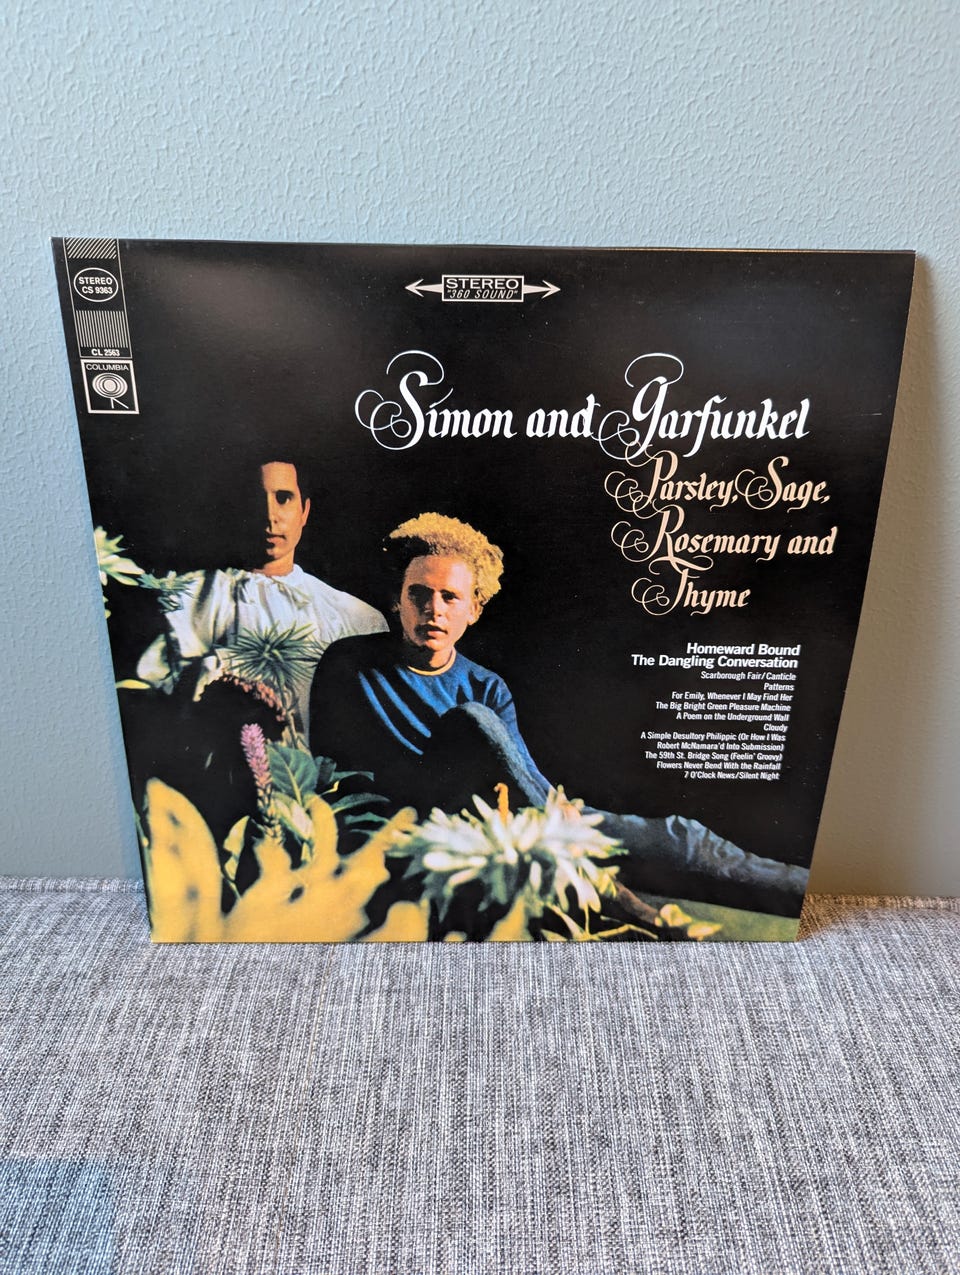 STEREO
CS 9363
CL 2563
COLUMBIA
STEREO
"360 SOUND"
Simon and Garfunkel
Parsley, Sage,
Rosemary and
Thyme
Homeward Bound
The Dangling Conversation
Scarborough Fair/Canticle
Patterns
For Emily, Whenever I May Find Her
The Big Bright Green Pleasure Machine
A Poem on the Underground Wall
Cloudy
A Simple Desultory Philippic (Or How I Was
Robert McNamara'd Into Submission)
The 59th St. Bridge Song (Feelin' Groovy)
Flowers Never Bend With the Rainfall
7 O'Clock News/Silent Night